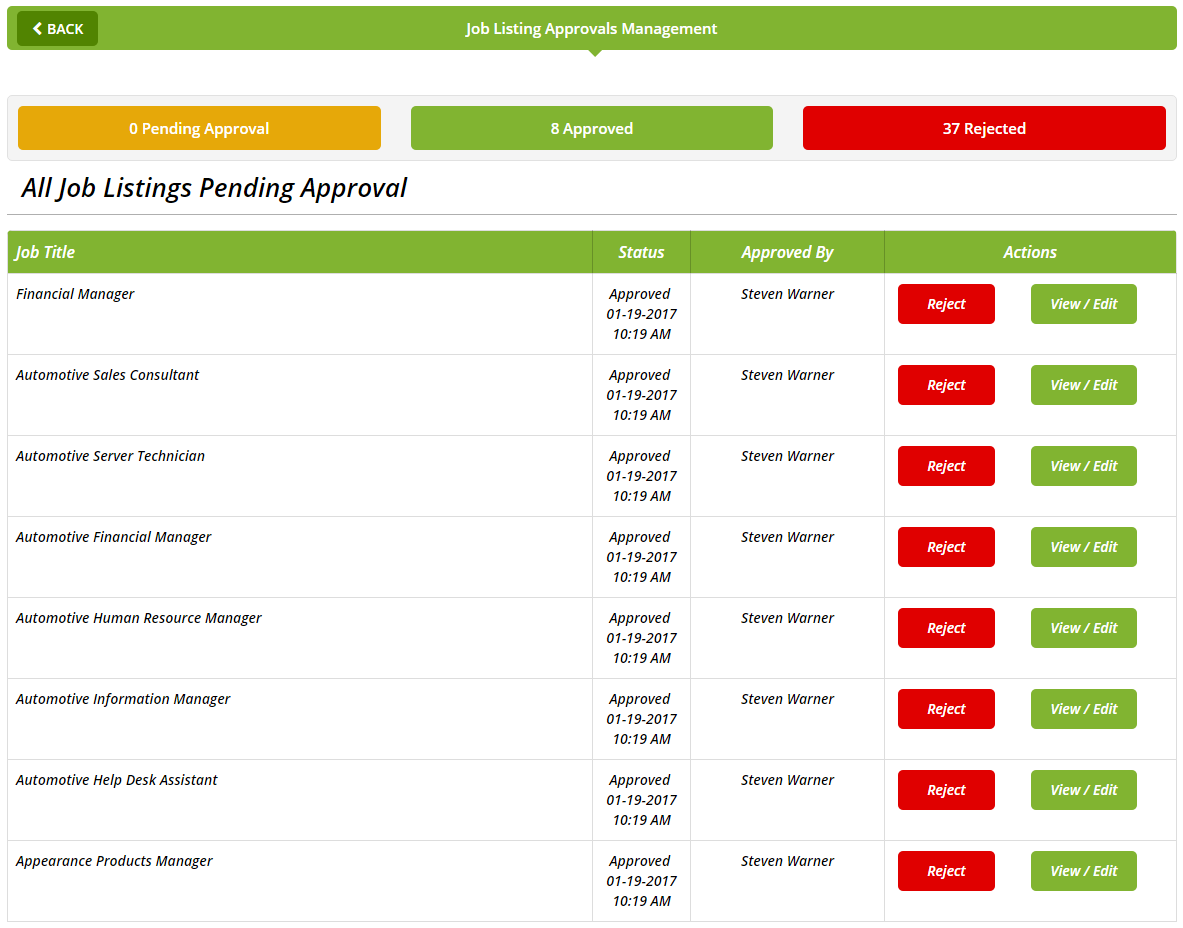 BACK
Job Listing Approvals Management
0 Pending Approval
8 Approved
37 Rejected
All Job Listings Pending Approval
Job Title Status Approved By Actions
Financial Manager Approved Steven Warner Reject View / Edit
01-19-2017
10:19 AM
Automotive Sales Consultant Approved Steven Warner Reject View / Edit
01-19-2017
10:19 AM
Automotive Server Technician Approved Steven Warner Reject View / Edit
01-19-2017
10:19 AM
Automotive Financial Manager Approved Steven Warner Reject View / Edit
01-19-2017
10:19 AM
Automotive Human Resource Manager Approved Steven Warner Reject View / Edit
01-19-2017
10:19 AM
Automotive Information Manager Approved Steven Warner Reject View / Edit
01-19-2017
10:19 AM
Automotive Help Desk Assistant Approved Steven Warner Reject View / Edit
01-19-2017
10:19 AM
Appearance Products Manager Approved Steven Warner Reject View / Edit
01-19-2017
10:19 AM